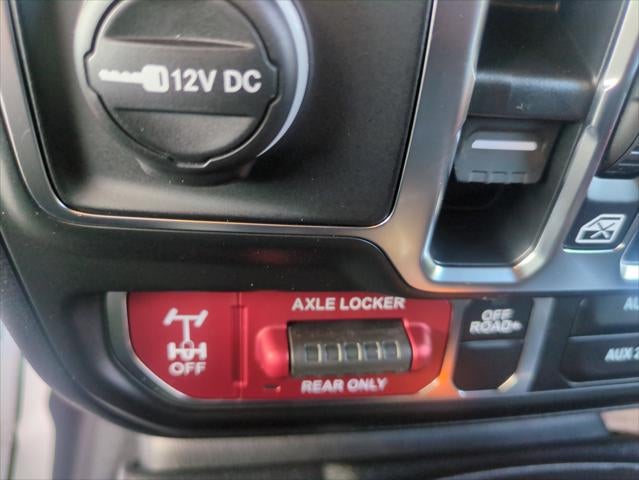 12V DC
AXLE LOCKER
OFF
REAR ONLY
OFF
ROAD+
AUX 2